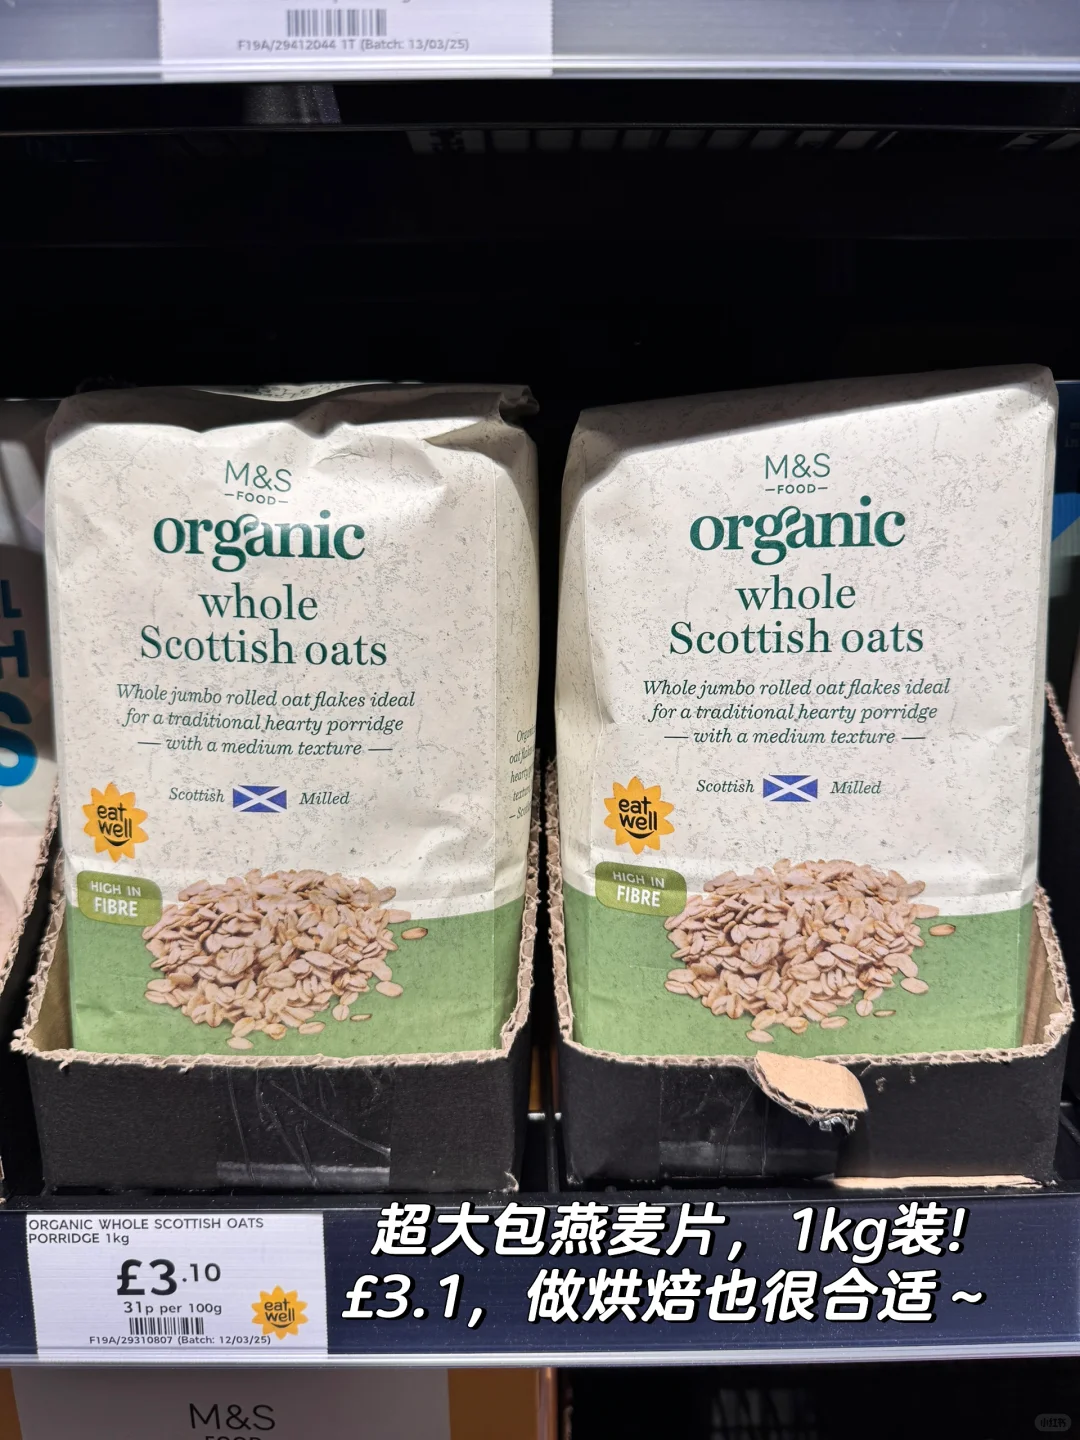 F19A/29412044 1T (Batch: 13/03/25)
M&S
FOOD
organic
whole
Scottish oats
Whole jumbo rolled oat flakes ideal
for a traditional hearty porridge
with a medium texture
Scottish Milled
eat
well
HIGH IN
FIBRE
M&S
FOOD
organic
whole
Scottish oats
Whole jumbo rolled oat flakes ideal
for a traditional hearty porridge
with a medium texture
Scottish Milled
eat
well
HIGH IN
FIBRE
ORGANIC WHOLE SCOTTISH OATS
PORRIDGE 1kg
£3.10
31p per 100g
eat
well
F19A/29310807 (Batch: 12/03/25)
超大包燕麦片，1kg装!
£3.1，做烘焙也很合适~
M&S
FOOD
小红书